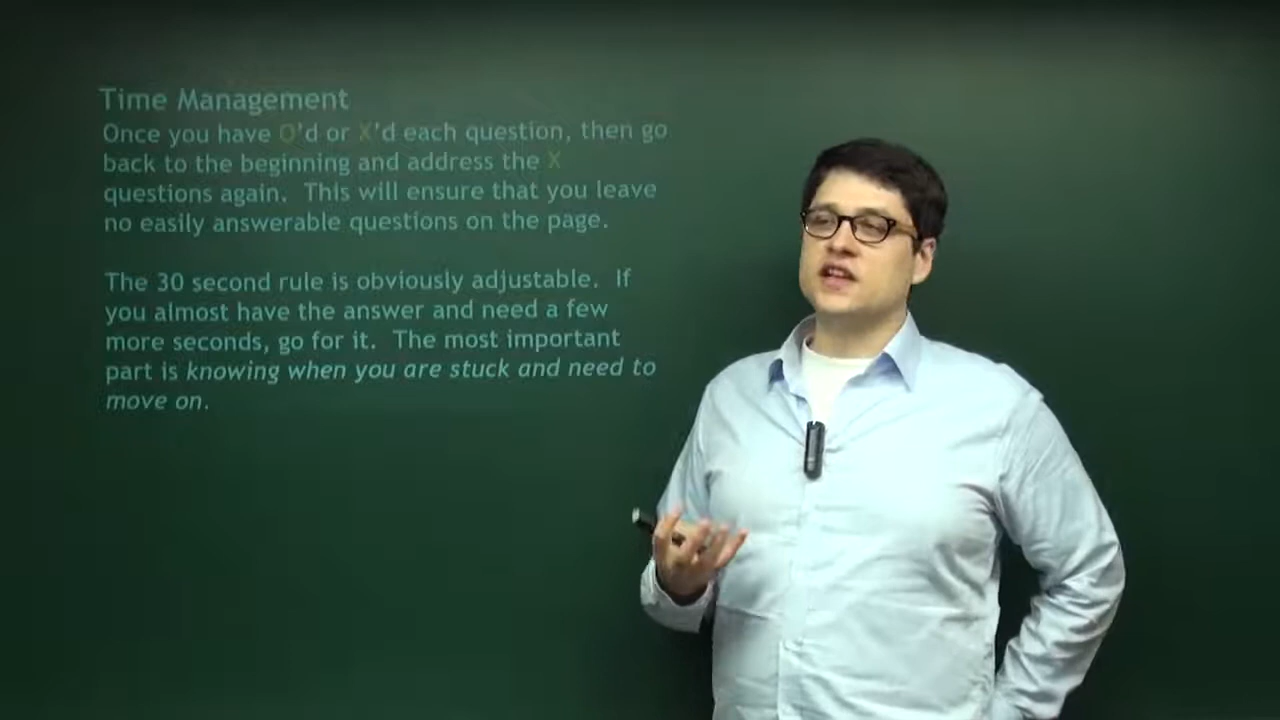 Time Management
Once you have O'd or X'd each question, then go
back to the beginning and address the X
questions again.  This will ensure that you leave
no easily answerable questions on the page.
The 30 second rule is obviously adjustable.  If
you almost have the answer and need a few
more seconds, go for it.  The most important
part is knowing when you are stuck and need to
move on.